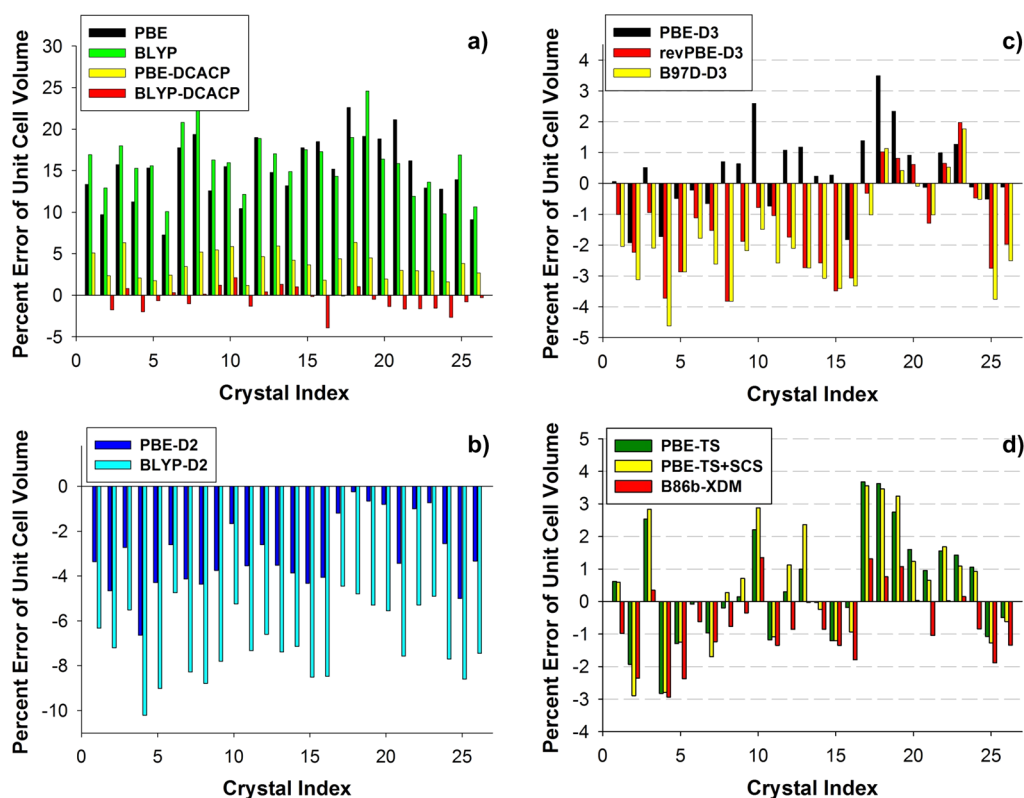 PBE
BLYP
PBE-DCACP
BLYP-DCACP
a)
Percent Error of Unit Cell Volume
30
25
20
15
10
5
0
-5
0 5 10 15 20 25
Crystal Index
PBE-D3
revPBE-D3
B97D-D3
c)
Percent Error of Unit Cell Volume
4
3
2
1
0
-1
-2
-3
-4
-5
0 5 10 15 20 25
Crystal Index
PBE-D2
BLYP-D2
b)
Percent Error of Unit Cell Volume
0
-2
-4
-6
-8
-10
0 5 10 15 20 25
Crystal Index
PBE-TS
PBE-TS+SCS
B86b-XDM
d)
Percent Error of Unit Cell Volume
5
4
3
2
1
0
-1
-2
-3
-4
0 5 10 15 20 25
Crystal Index